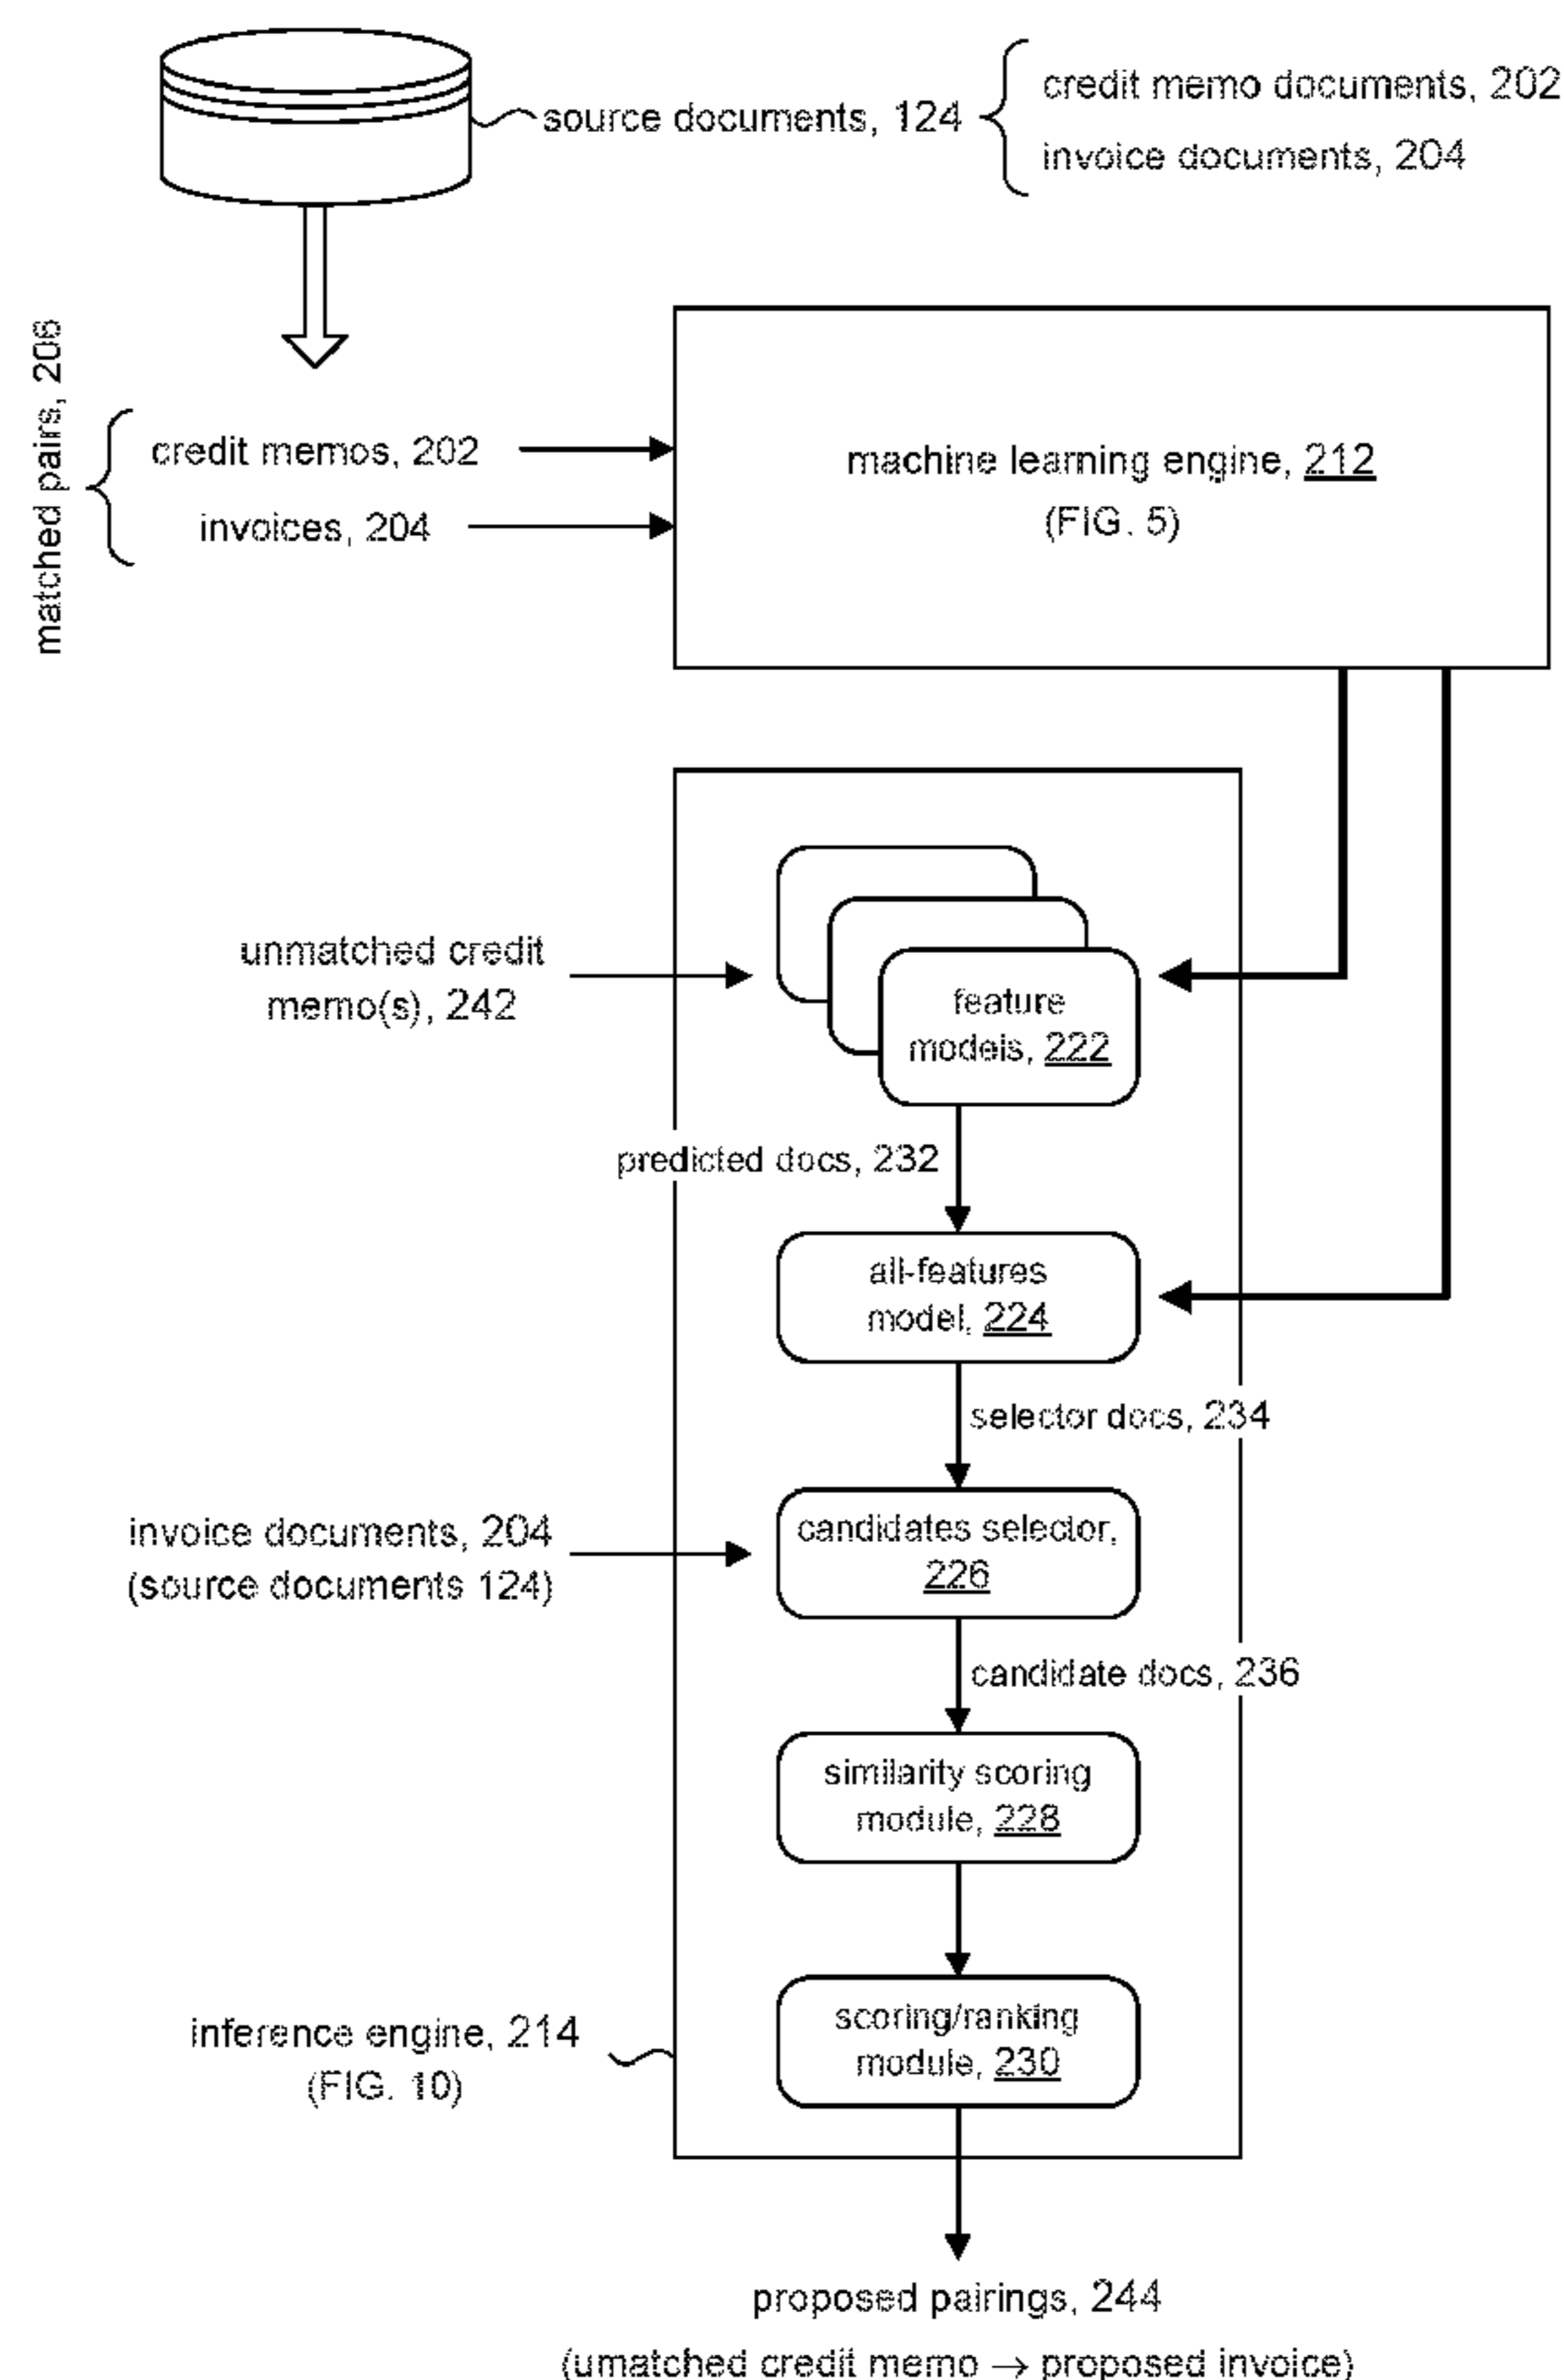 source documents, 124
credit memo documents, 202
invoice documents, 204
matched pairs, 206
credit memos, 202
invoices, 204
machine learning engine, 212
(FIG. 5)
unmatched credit
memo(s), 242
feature
models, 222
predicted docs, 232
all-features
model, 224
selector docs, 234
invoice documents, 204
(source documents 124)
candidates selector,
226
candidate docs, 236
similarity scoring
module, 228
inference engine, 214
(FIG. 10)
scoring/ranking
module, 230
proposed pairings, 244
(umatched credit memo → proposed invoice)